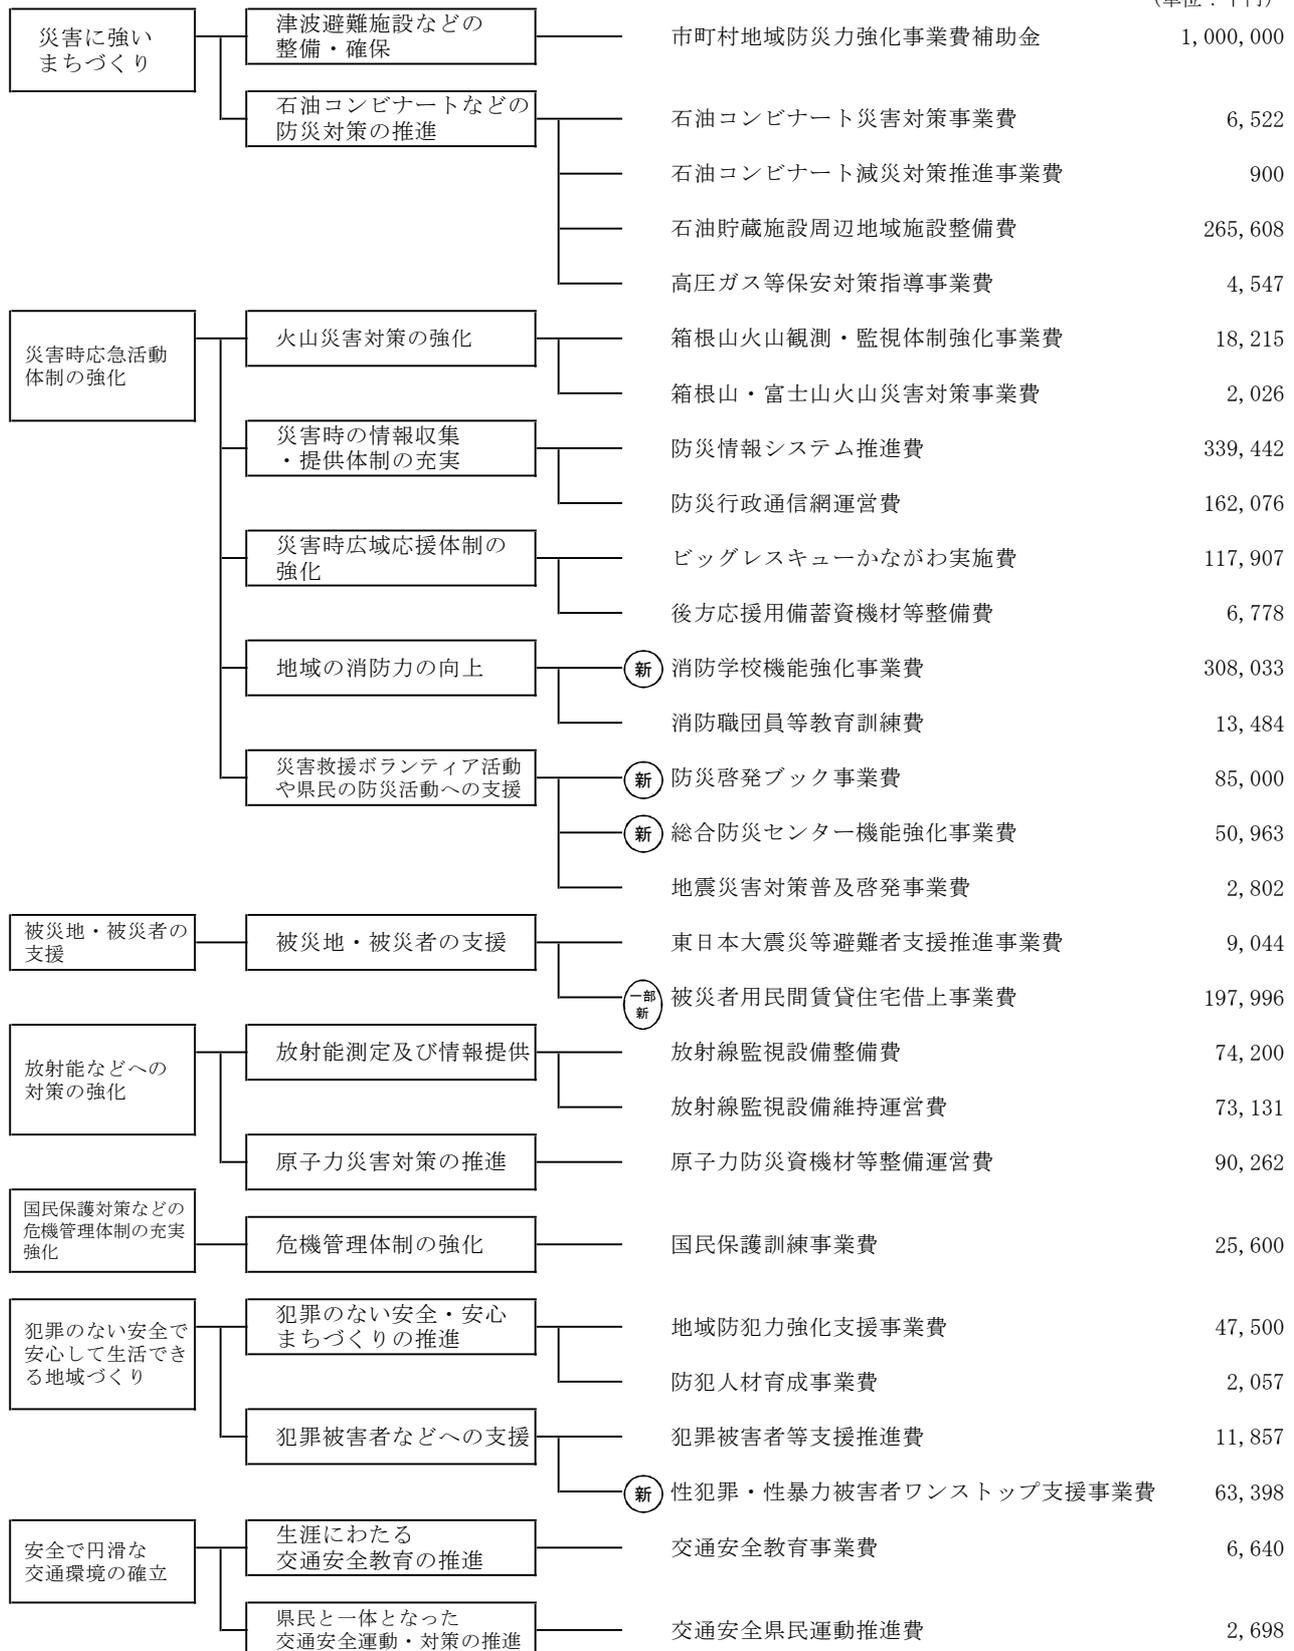 (単位：千円)
災害に強い
まちづくり
津波避難施設などの
整備・確保
市町村地域防災力強化事業費補助金 1,000,000
石油コンビナートなどの
防災対策の推進
石油コンビナート災害対策事業費 6,522
石油コンビナート減災対策推進事業費 900
石油貯蔵施設周辺地域施設整備費 265,608
高圧ガス等保安対策指導事業費 4,547
災害時応急活動
体制の強化
火山災害対策の強化
箱根山火山観測・監視体制強化事業費 18,215
箱根山・富士山火山災害対策事業費 2,026
災害時の情報収集
・提供体制の充実
防災情報システム推進費 339,442
防災行政通信網運営費 162,076
災害時広域応援体制の
強化
ビッグレスキューかながわ実施費 117,907
後方応援用備蓄資機材等整備費 6,778
地域の消防力の向上
新 消防学校機能強化事業費 308,033
消防職団員等教育訓練費 13,484
災害救援ボランティア活動
や県民の防災活動への支援
新 防災啓発ブック事業費 85,000
新 総合防災センター機能強化事業費 50,963
地震災害対策普及啓発事業費 2,802
被災地・被災者の
支援
被災地・被災者の支援
東日本大震災等避難者支援推進事業費 9,044
一部
新
被災者用民間賃貸住宅借上事業費 197,996
放射能などへの
対策の強化
放射能測定及び情報提供
放射線監視設備整備費 74,200
放射線監視設備維持運営費 73,131
原子力災害対策の推進
原子力防災資機材等整備運営費 90,262
国民保護対策などの
危機管理体制の充実
強化
危機管理体制の強化
国民保護訓練事業費 25,600
犯罪のない安全で
安心して生活でき
る地域づくり
犯罪のない安全・安心
まちづくりの推進
地域防犯力強化支援事業費 47,500
防犯人材育成事業費 2,057
犯罪被害者などへの支援
犯罪被害者等支援推進費 11,857
新 性犯罪・性暴力被害者ワンストップ支援事業費 63,398
安全で円滑な
交通環境の確立
生涯にわたる
交通安全教育の推進
交通安全教育事業費 6,640
県民と一体となった
交通安全運動・対策の推進
交通安全県民運動推進費 2,698